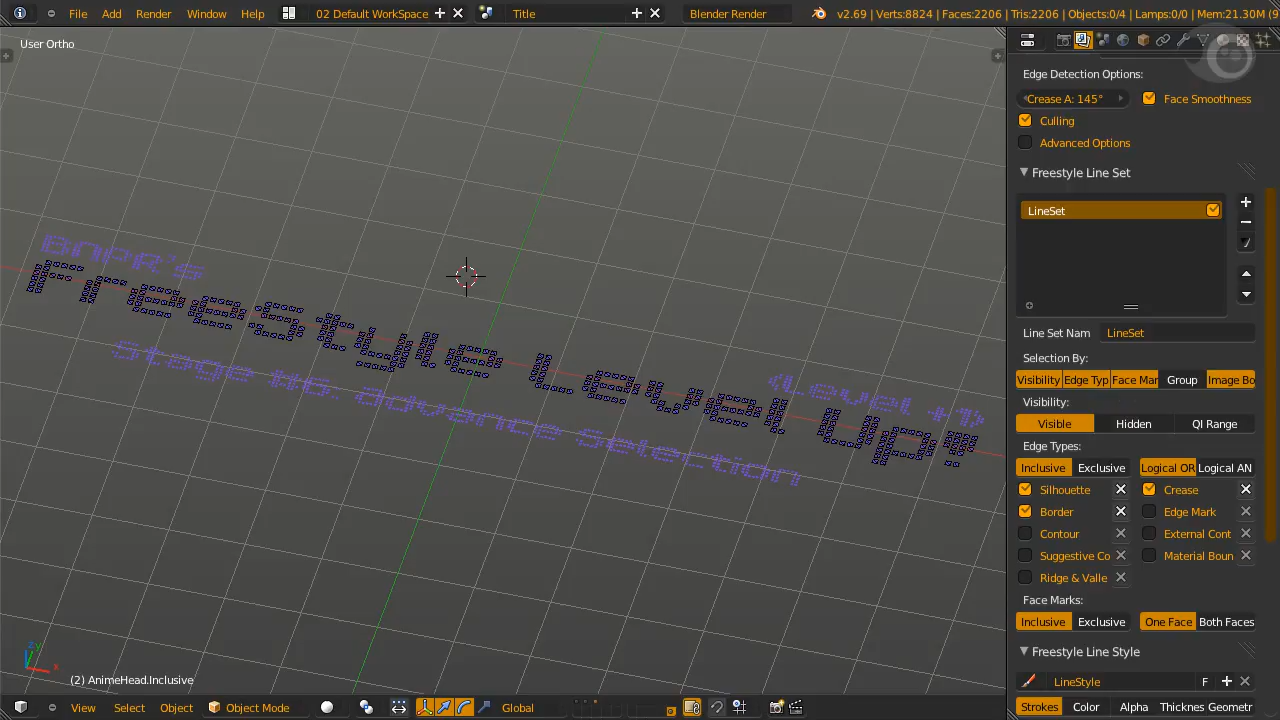 File Add Render Window Help 02 Default WorkSpace Title Blender Render v2.69 | Verts:8824 | Faces:2206 | Tris:2206 | Objects:0/4 | Lamps:0/0 | Mem:21.30M (9
User Ortho
BnPR's
Freestyle
Stage #3. Advance Selection
4.Level +3
Edge Detection Options:
Crease A: 145°
Face Smoothness
Culling
Advanced Options
Freestyle Line Set
LineSet
Line Set Nam LineSet
Selection By:
Visibility Edge Typ Face Mar Group Image Bo
Visibility:
Visible Hidden QI Range
Edge Types:
Inclusive Exclusive Logical OR Logical AN
Silhouette Crease
Border Edge Mark
Contour External Cont
Suggestive Co Material Boun
Ridge & Valle
Face Marks:
Inclusive Exclusive One Face Both Faces
Freestyle Line Style
LineStyle F
Strokes Color Alpha Thickness Geometr
(2) AnimeHead.Inclusive
View Select Object Object Mode Global